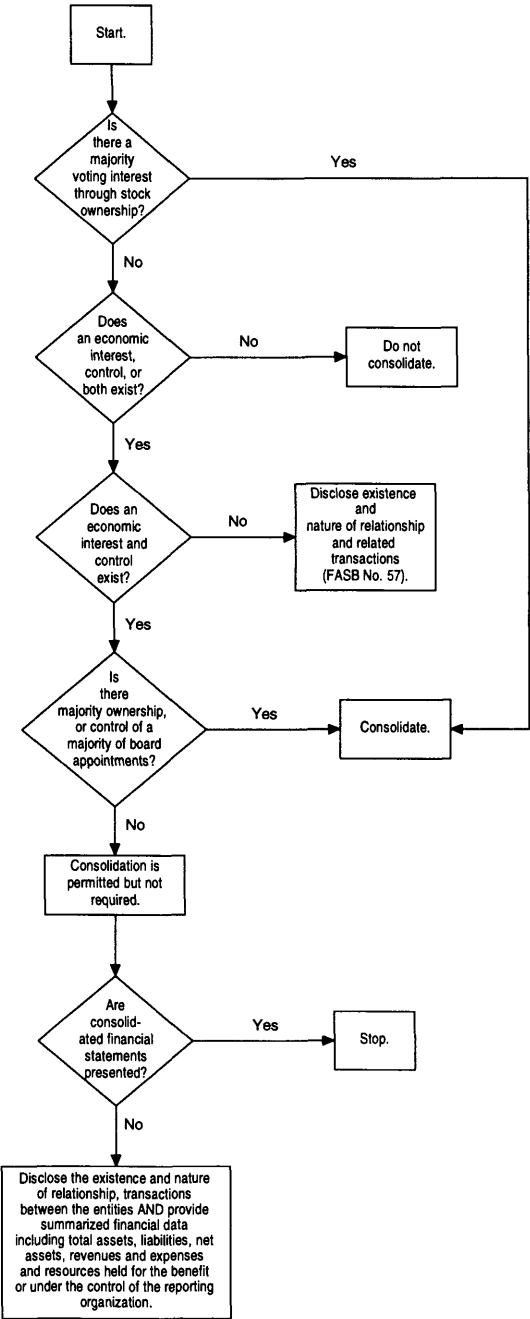 Start.
Is
there a
majority
voting interest
through stock
ownership?
Yes
No
Does
an economic
interest,
control, or
both exist?
No
Do not
consolidate.
Yes
Does an
economic
interest and
control
exist?
No
Disclose existence
and
nature of relationship
and related
transactions
(FASB No. 57).
Yes
Is
there
majority ownership,
or control of a
majority of board
appointments?
Yes
Consolidate.
No
Consolidation is
permitted but not
required.
Are
consolid-
ated financial
statements
presented?
Yes
Stop.
No
Disclose the existence and nature
of relationship, transactions
between the entities AND provide
summarized financial data
including total assets, liabilities, net
assets, revenues and expenses
and resources held for the benefit
or under the control of the reporting
organization.